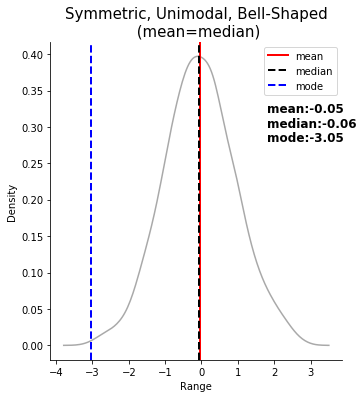 Symmetric, Unimodal, Bell-Shaped
(mean=median)
mean
median
mode
mean:-0.05
median:-0.06
mode:-3.05
0.40
0.35
0.30
0.25
0.20
0.15
0.10
0.05
0.00
Density
−4 −3 −2 −1 0 1 2 3
Range